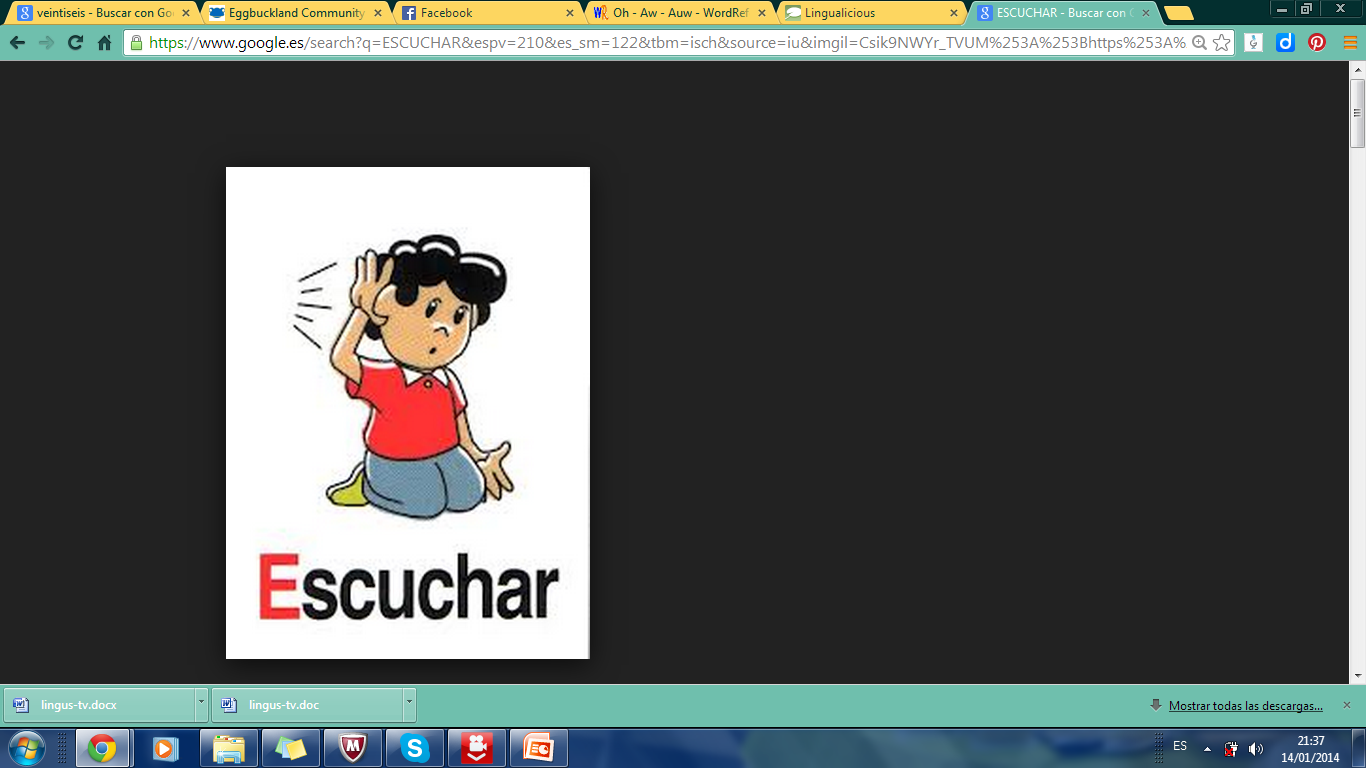 veintiseis - Buscar con Go
Eggbuckland Community
Facebook
Oh - Aw - Auw - WordRef
Lingualicious
ESCUCHAR - Buscar con G
https://www.google.es/search?q=ESCUCHAR&espv=210&es_sm=122&tbm=isch&source=iu&imgil=Csik9NWYr_TVUM%253A%253Bhttps%253A%
Escuchar
lingus-tv.docx
lingus-tv.doc
Mostrar todas las descargas...
ES
21:37
14/01/2014